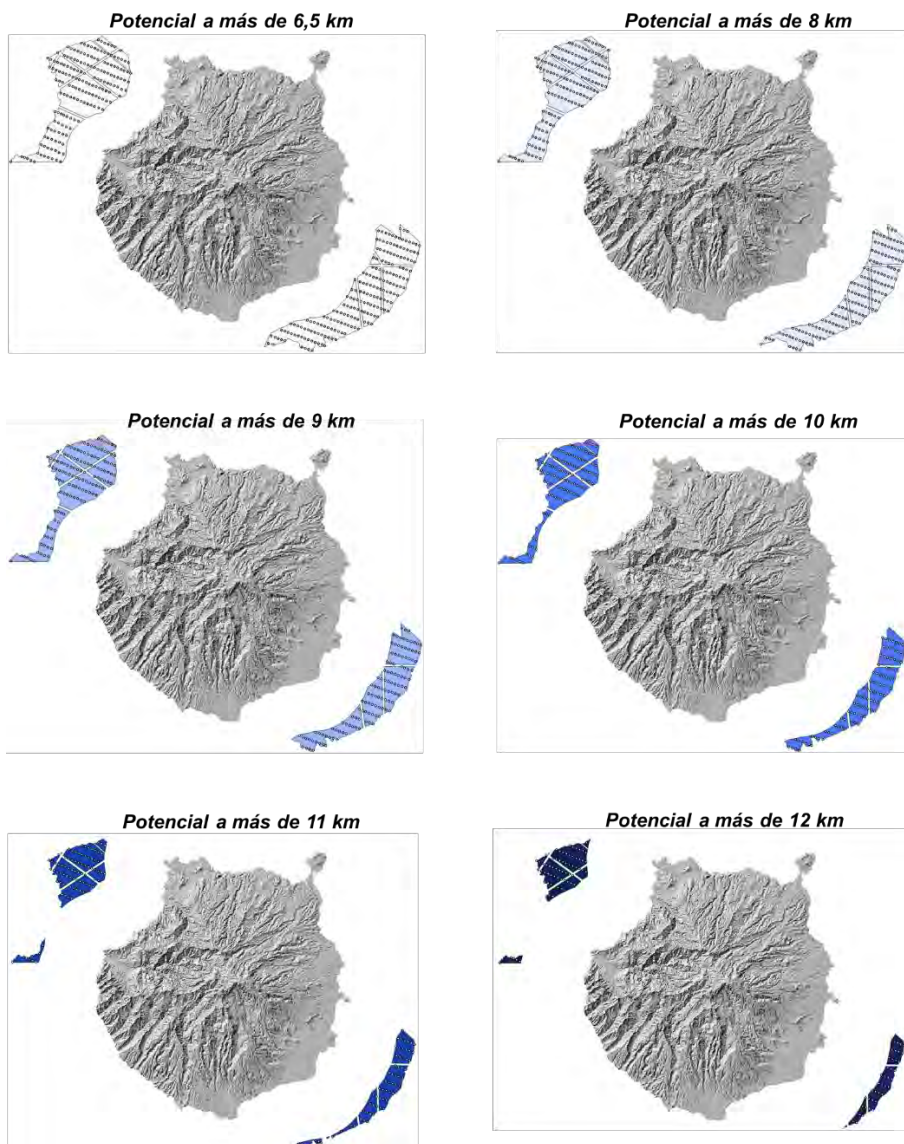 Potencial a más de 6,5 km
Potencial a más de 8 km
Potencial a más de 9 km
Potencial a más de 10 km
Potencial a más de 11 km
Potencial a más de 12 km